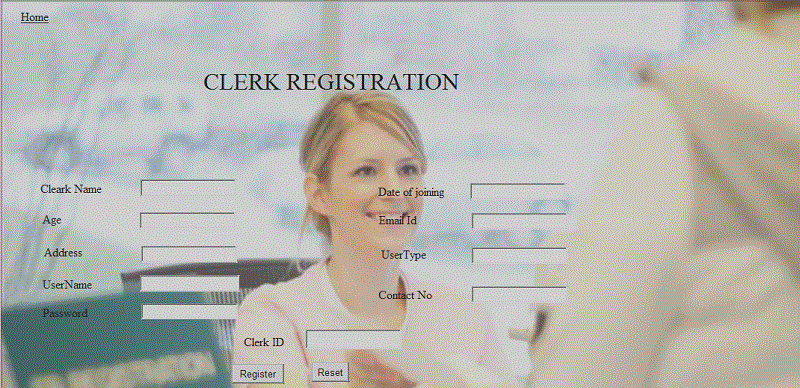 Home
CLERK REGISTRATION
Cleark Name
Date of joining
Age
Email Id
Address
UserType
UserName
Contact No
Password
Clerk ID
Register
Reset
REGISTRATION